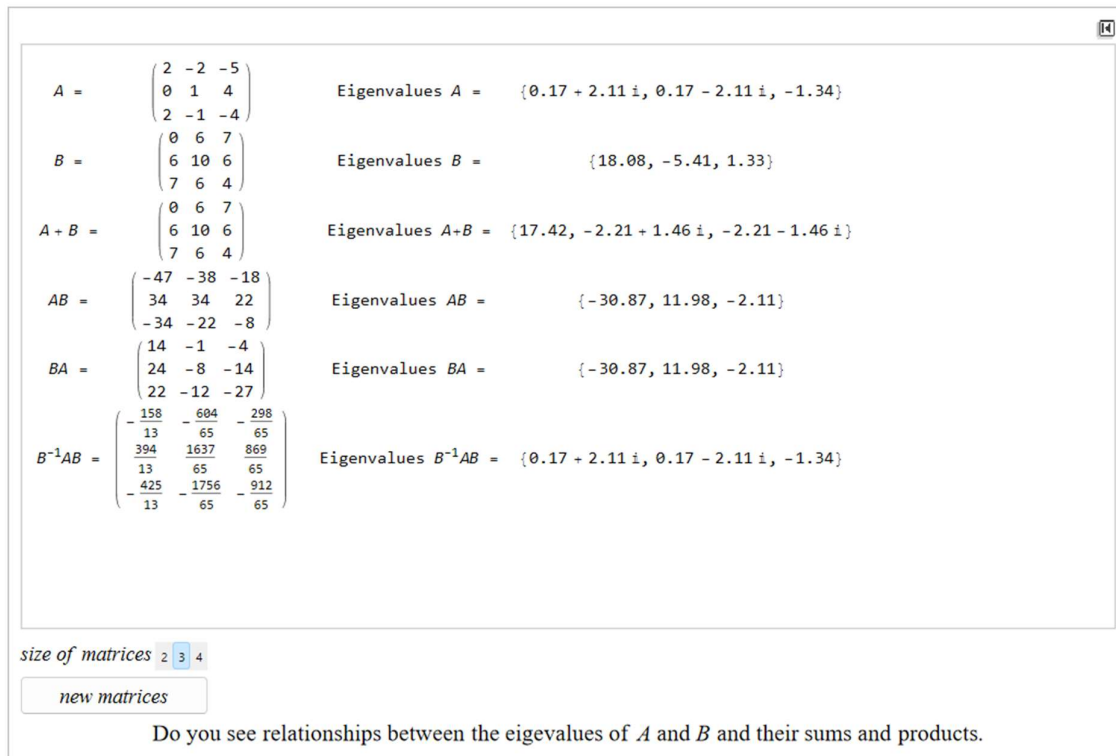 2 -2 -5
A = 0 1 4 Eigenvalues A = {0.17 + 2.11 i, 0.17 - 2.11 i, -1.34}
2 -1 -4
0 6 7
B = 6 10 6 Eigenvalues B = {18.08, -5.41, 1.33}
7 6 4
0 6 7
A + B = 6 10 6 Eigenvalues A+B = {17.42, -2.21 + 1.46 i, -2.21 - 1.46 i}
7 6 4
-47 -38 -18
AB = 34 34 22 Eigenvalues AB = {-30.87, 11.98, -2.11}
-34 -22 -8
14 -1 -4
BA = 24 -8 -14 Eigenvalues BA = {-30.87, 11.98, -2.11}
22 -12 -27
-158/13 -604/65 -298/65
B⁻¹AB = 394/13 1637/65 869/65 Eigenvalues B⁻¹AB = {0.17 + 2.11 i, 0.17 - 2.11 i, -1.34}
-425/13 -1756/65 -912/65
size of matrices 2 3 4
new matrices
Do you see relationships between the eigevalues of A and B and their sums and products.